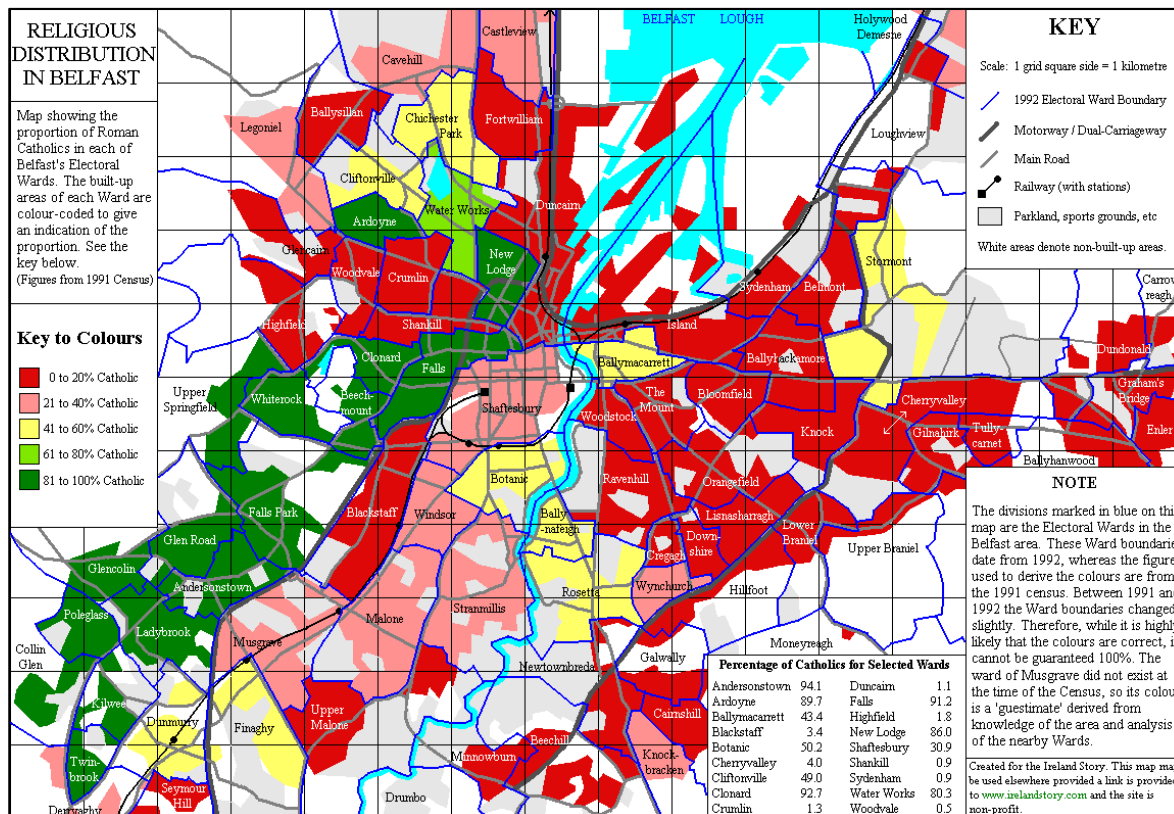 RELIGIOUS
DISTRIBUTION
IN BELFAST
Map showing the
proportion of Roman
Catholics in each of
Belfast's Electoral
Wards. The built-up
areas of each Ward are
colour-coded to give
an indication of the
proportion. See the
key below.
(Figures from 1991 Census)
Key to Colours
0 to 20% Catholic
21 to 40% Catholic
41 to 60% Catholic
61 to 80% Catholic
81 to 100% Catholic
BELFAST LOUGH
Holywood
Demesne
Castleview
Cavehill
Ballysillan
Legoniel
Chichester
Park
Fortwilliam
Loughview
Cliftonville
Water Works
Duncairn
Ardoyne
Glencairn
New
Lodge
Woodvale
Crumlin
Stormont
Sydenham
Belmont
Highfield
Shankill
Island
Carrow
reagh
Clonard
Falls
Ballymacarrett
Ballyhackamore
Dundonald
Upper
Springfield
Whiterock
Beech-
mount
Shaftesbury
The
Mount
Bloomfield
Cherryvalley
Graham's
Bridge
Woodstock
Knock
Gilnahirk
Tully-
carnet
Enler
Ballyhanwood
Botanic
Ravenhill
Orangefield
Falls Park
Blackstaff
Windsor
Bally
-nafeigh
Lisnasharragh
Lower
Braniel
Glen Road
Down-
shire
Cregagh
Upper Braniel
Glencolin
Andersonstown
Rosetta
Wynchurch
Hillfoot
Poleglass
Ladybrook
Stranmillis
Malone
Musgrave
Moneyreagh
Collin
Glen
Galwally
Newtownbreda
Kilwee
Dunmurry
Finaghy
Upper
Malone
Cairnshill
Beechill
Knock-
bracken
Minnowburn
Twin-
brook
Seymour
Hill
Drumbo
Derryaghy
KEY
Scale: 1 grid square side = 1 kilometre
1992 Electoral Ward Boundary
Motorway / Dual-Carriageway
Main Road
Railway (with stations)
Parkland, sports grounds, etc
White areas denote non-built-up areas.
NOTE
The divisions marked in blue on thi
map are the Electoral Wards in the
Belfast area. These Ward boundarie
date from 1992, whereas the figure
used to derive the colours are from
the 1991 census. Between 1991 an
1992 the Ward boundaries changed
slightly. Therefore, while it is highl
likely that the colours are correct, i
cannot be guaranteed 100%. The
ward of Musgrave did not exist at
the time of the Census, so its colou
is a 'guestimate' derived from
knowledge of the area and analysis
of the nearby Wards.
Created for the Ireland Story. This map ma
be used elsewhere provided a link is provide
to www.irelandstory.com and the site is
non-profit.
Percentage of Catholics for Selected Wards
Andersonstown 94.1 Duncairn 1.1
Ardoyne 89.7 Falls 91.2
Ballymacarrett 43.4 Highfield 1.8
Blackstaff 3.4 New Lodge 86.0
Botanic 50.2 Shaftesbury 30.9
Cherryvalley 4.0 Shankill 0.9
Cliftonville 49.0 Sydenham 0.9
Clonard 92.7 Water Works 80.3
Crumlin 1.3 Woodvale 0.5